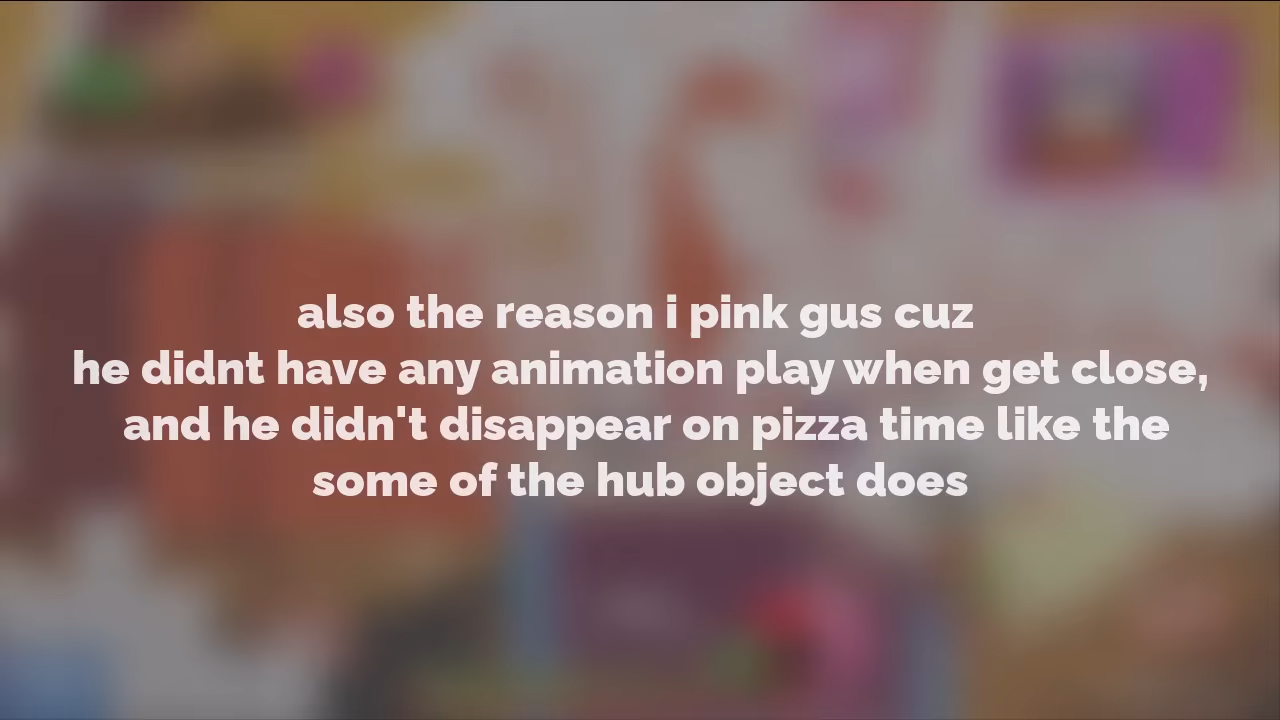 also the reason i pink gus cuz
he didnt have any animation play when get close,
and he didn't disappear on pizza time like the
some of the hub object does